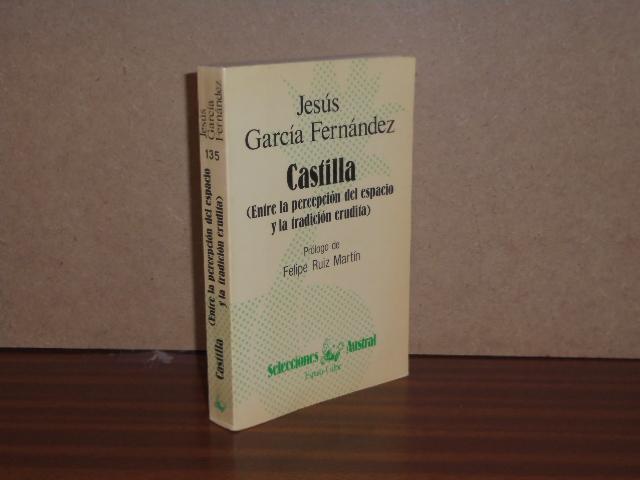 Jesús
García Fernández
Castilla
(Entre la percepción del espacio
y la tradición erudita)
Prólogo de
Felipe Ruiz Martín
Selecciones Austral
Espasa-Calpe
Jesús
García
Fernández
135
Castilla (Entre la percepción del espacio
y la tradición erudita)